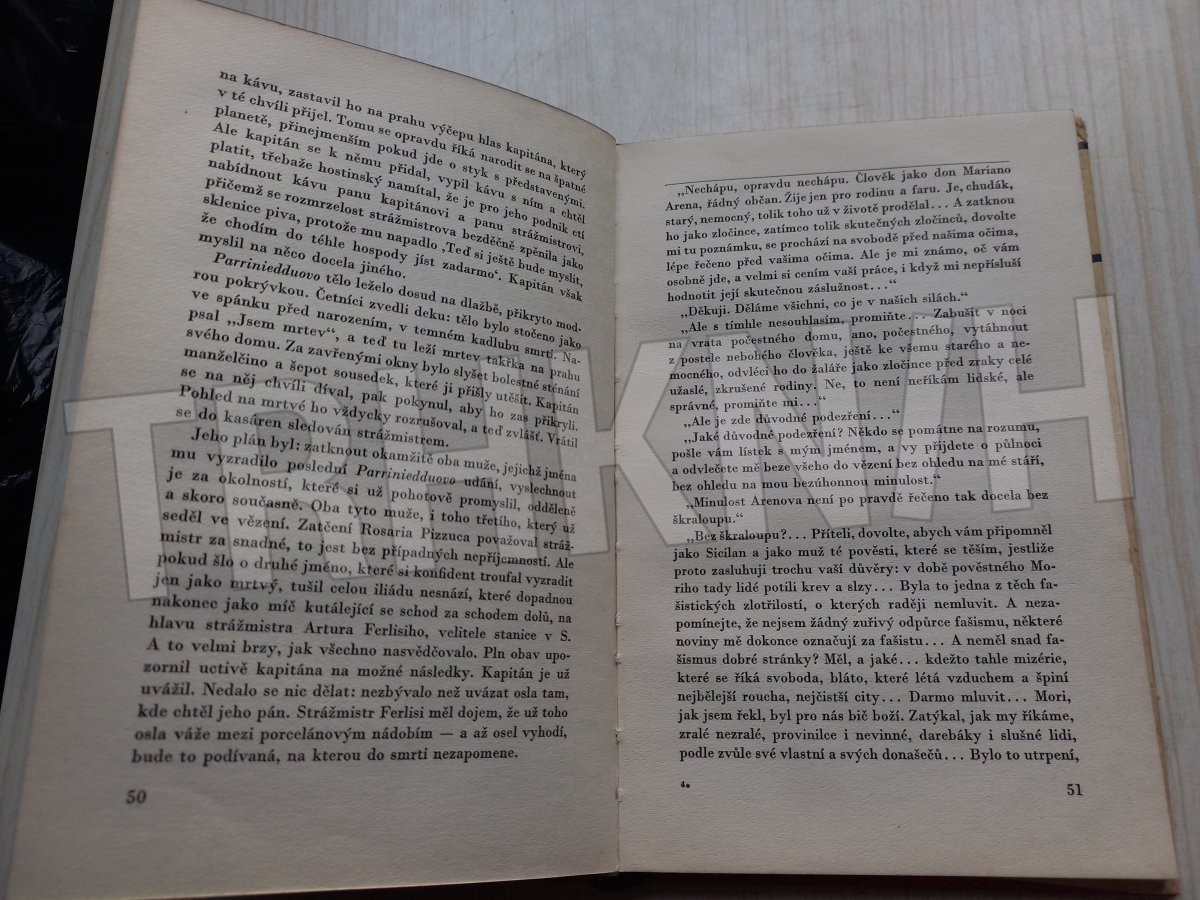 na kávu, zastavil ho na prahu výčepu hlas kapitána, který
v té chvíli přijel. Tomu se opravdu říká narodit se na špatné
planetě, přinejmenším pokud jde o styk s představenými.
Ale kapitán se k němu přidal, vypil kávu s ním a chtěl
platit, třebaže hostinský namítal, že je pro jeho podnik ctí
nabídnout kávu panu kapitánovi a panu strážmistrovi,
přičemž se rozmrzelost strážmistrova bezděčně zpěnila jako
sklenice piva, protože mu napadlo ‚Teď si ještě bude myslit,
že chodím do téhle hospody jíst zadarmo‘. Kapitán však
myslil na něco docela jiného.
Parrinieddu­ovo tělo leželo dosud na dlažbě, přikryto mod-
rou pokrývkou. Četníci zvedli deku: tělo bylo stočeno jako
ve spánku před narozením, v temném kadlubu smrti. Na-
psal „Jsem mrtev“, a teď tu leží mrtev takřka na prahu
svého domu. Za zavřenými okny bylo slyšet bolestné sténání
manželčino a šepot sousedek, které ji přišly utěšit. Kapitán
se na něj chvíli díval, pak pokynul, aby ho zas přikryli.
Pohled na mrtvé ho vždycky rozrušoval, a teď zvlášť. Vrátil
se do kasáren sledován strážmistrem.
Jeho plán byl: zatknout okamžitě oba muže, jejichž jména
mu vyzradilo poslední Parriniedduovo udání, vyslechnout
je za okolností, které si už pohotově promyslil, odděleně
a skoro současně. Oba tyto muže, i toho třetího, který už
seděl ve vězení. Zatčení Rosaria Pizzuca považoval stráž-
mistr za snadné, to jest bez případných nepříjemností. Ale
pokud šlo o druhé jméno, které si konfident troufal vyzradit
jen jako mrtvý, tušil celou iliádu nesnází, které dopadnou
nakonec jako míč kutálející se schod za schodem dolů, na
hlavu strážmistra Artura Ferlisiho, velitele stanice v S.
A to velmi brzy, jak všechno nasvědčovalo. Pln obav upo-
zornil uctivě kapitána na možné následky. Kapitán je už
uvážil. Nedalo se nic dělat: nezbývalo než uvázat osla tam,
kde chtěl jeho pán. Strážmistr Ferlisi měl dojem, že už toho
osla váže mezi porcelánovým nádobím — a až osel vyhodí,
bude to podívaná, na kterou do smrti nezapomene.
50
„Nechápu, opravdu nechápu. Člověk jako don Mariano
Arena, řádný občan. Žije jen pro rodinu a faru. Je, chudák,
starý, nemocný, tolik toho už v životě prodělal... A zatknou
ho jako zločince, zatímco tolik skutečných zločinců, dovolte
mi tu poznámku, se prochází na svobodě před našima očima,
lépe řečeno před vašima očima. Ale je mi známo, oč vám
osobně jde, a velmi si cením vaší práce, i když mi nepřísluší
hodnotit její skutečnou záslužnost...“
„Děkuji. Děláme všichni, co je v našich silách.“
„Ale s tímhle nesouhlasím, promiňte... Zabušit v noci
na vrata počestného domu, ano, počestného, vytáhnout
z postele nebohého člověka, ještě ke všemu starého a ne-
mocného, odvléci ho do žaláře jako zločince před zraky celé
užaslé, zkrušené rodiny. Ne, to není neříkám lidské, ale
správné, promiňte mi...“
„Ale je zde důvodné podezření...“
„Jaké důvodné podezření? Někdo se pomátne na rozumu,
pošle vám lístek s mým jménem, a vy přijdete o půlnoci
a odvlečete mě beze všeho do vězení bez ohledu na mé stáří,
bez ohledu na mou bezúhonnou minulost.“
„Minulost Arenova není po pravdě řečeno tak docela bez
škraloupu.“
„Bez škraloupu?... Příteli, dovolte, abych vám připomněl
jako Sicilan a jako muž té pověsti, které se těším, jestliže
proto zasluhuji trochu vaší důvěry: v době pověstného Mo-
riho tady lidé potili krev a slzy... Byla to jedna z těch fa-
šistických zlotřilostí, o kterých raději nemluvit. A neza-
pomínejte, že nejsem žádný zuřivý odpůrce fašismu, některé
noviny mě dokonce označují za fašistu... A neměl snad fa-
šismus dobré stránky? Měl, a jaké... kdežto tahle mizérie,
které se říká svoboda, bláto, které létá vzduchem a špiní
nejbělejší roucha, nejčistší city... Darmo mluvit... Mori,
jak jsem řekl, byl pro nás bič boží. Zatýkal, jak my říkáme,
zralé nezralé, provinilce i nevinné, darebáky i slušné lidi,
podle zvůle své vlastní a svých donašečů... Bylo to utrpení,
4*
51
TREKNIH